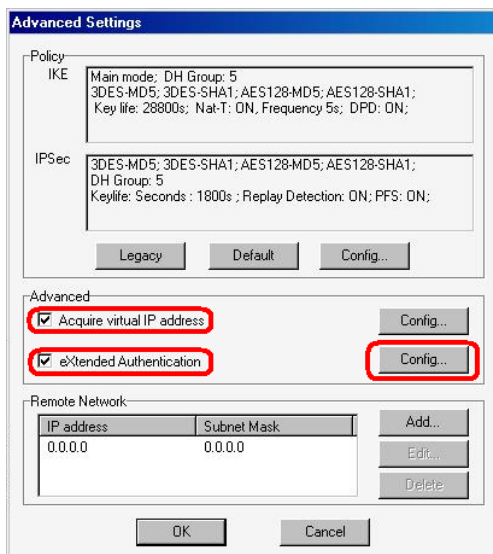 Advanced Settings
Policy
IKE
Main mode; DH Group: 5
3DES-MD5; 3DES-SHA1; AES128-MD5; AES128-SHA1;
Key life: 28800s; Nat-T: ON, Frequency 5s; DPD: ON;
IPSec
3DES-MD5; 3DES-SHA1; AES128-MD5; AES128-SHA1;
DH Group: 5
Keylife: Seconds : 1800s ; Replay Detection: ON; PFS: ON;
Legacy Default Config...
Advanced
Acquire virtual IP address Config...
eXtended Authentication Config...
Remote Network
IP address Subnet Mask Add...
0.0.0.0 0.0.0.0
Edit...
Delete
OK Cancel